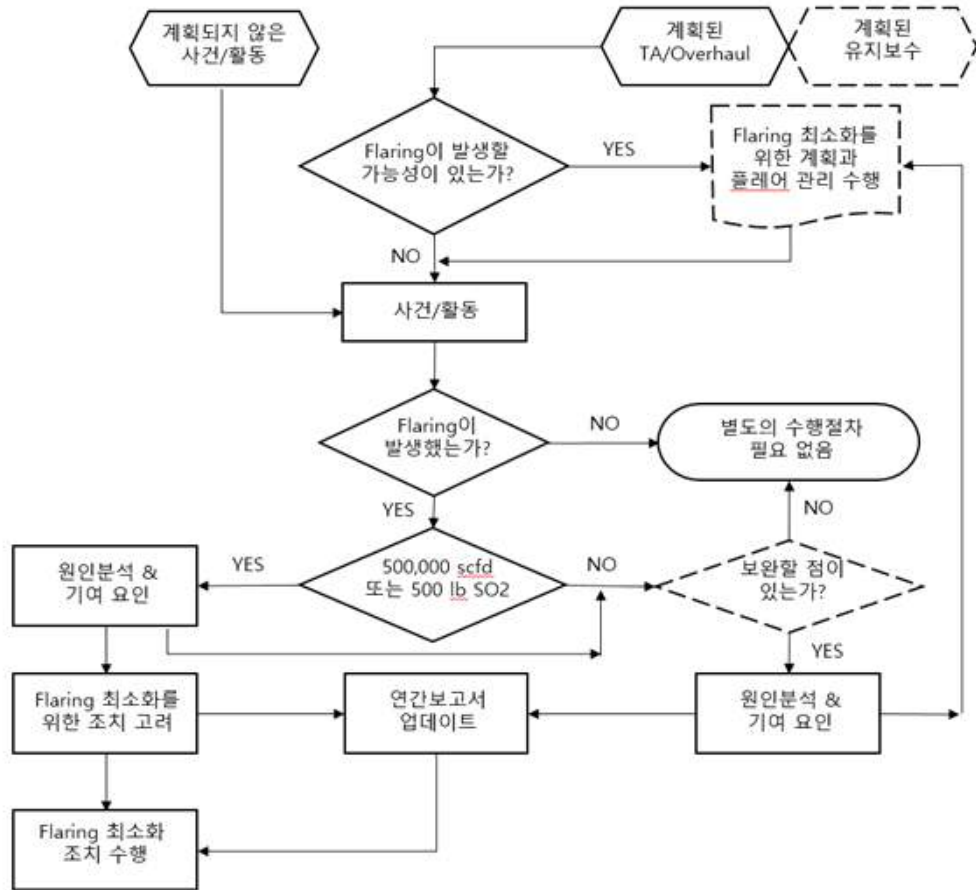 계획되지 않은
사건/활동
계획된
TA/Overhaul
계획된
유지보수
Flaring이 발생할
가능성이 있는가?
YES
Flaring 최소화를
위한 계획과
플레어 관리 수행
NO
사건/활동
Flaring이
발생했는가?
NO
별도의 수행절차
필요 없음
YES
NO
원인분석 &
기여 요인
YES
500,000 scfd
또는 500 lb SO2
NO
보완할 점이
있는가?
YES
Flaring 최소화를
위한 조치 고려
연간보고서
업데이트
원인분석 &
기여 요인
Flaring 최소화
조치 수행